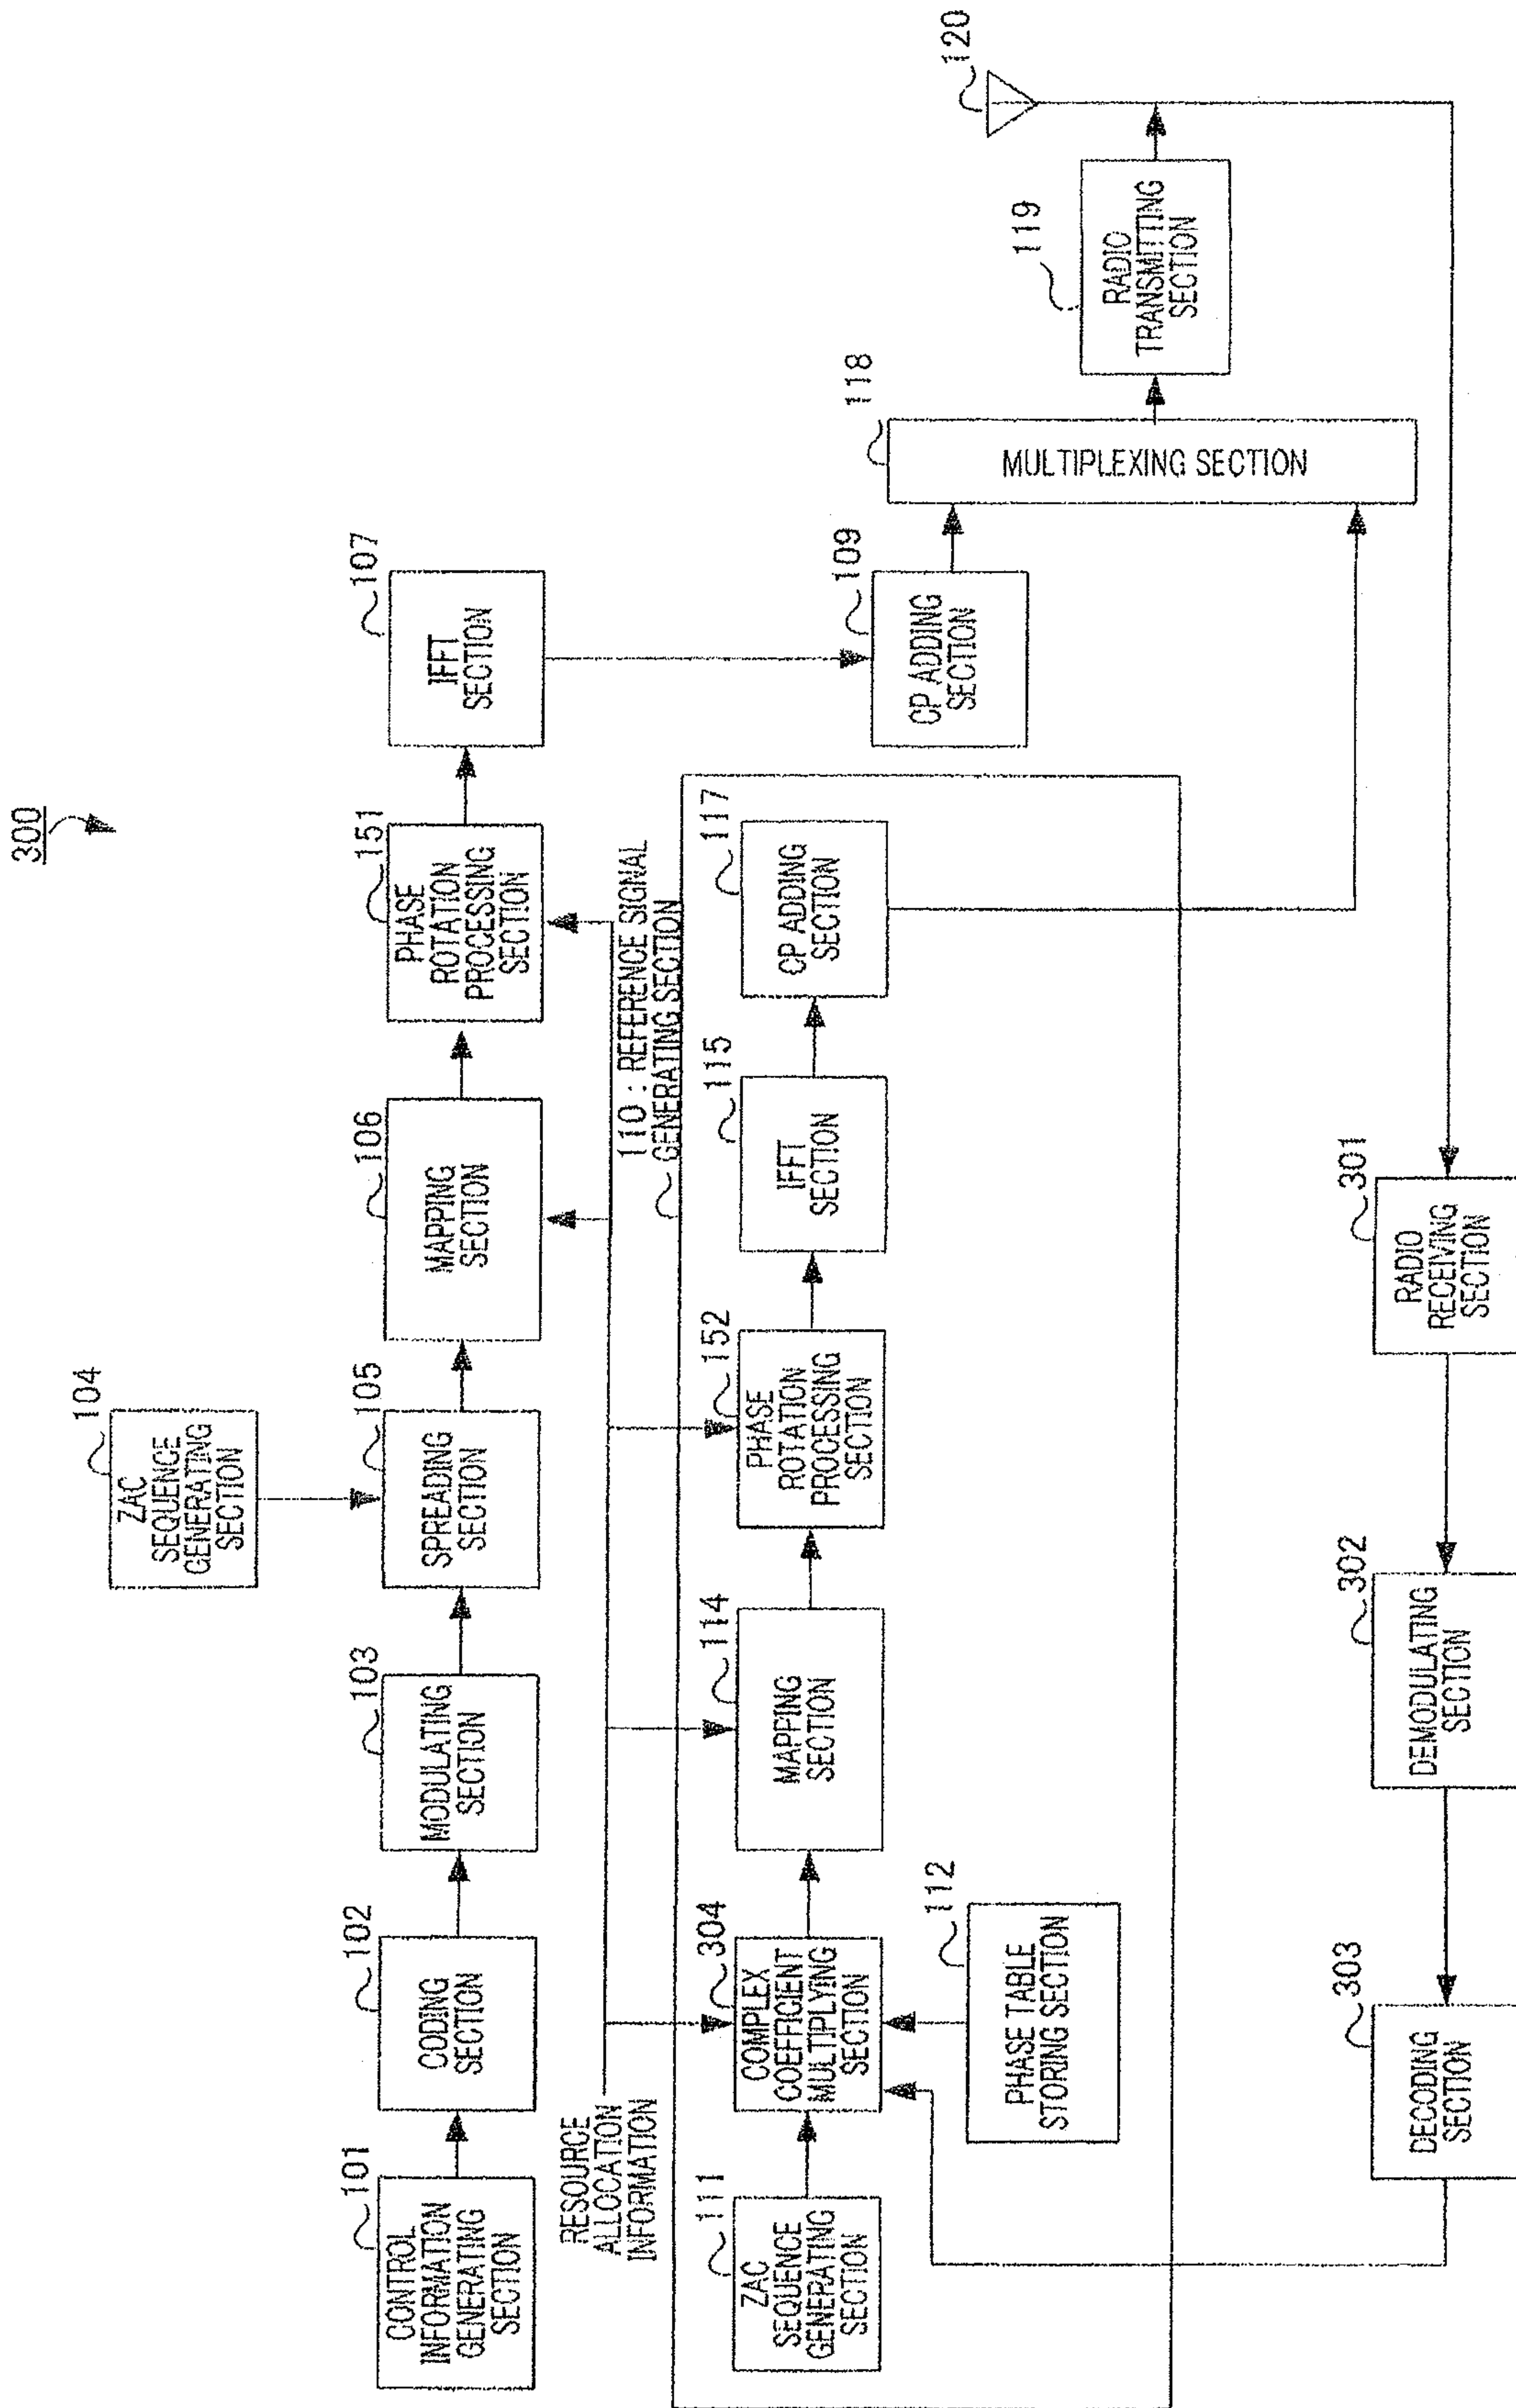 300
104
ZAC
SEQUENCE
GENERATING
SECTION
101
CONTROL
INFORMATION
GENERATING
SECTION
102
CODING
SECTION
103
MODULATING
SECTION
105
SPREADING
SECTION
106
MAPPING
SECTION
151
PHASE
ROTATION
PROCESSING
SECTION
107
IFFT
SECTION
RESOURCE
ALLOCATION
INFORMATION
110 : REFERENCE SIGNAL
GENERATING SECTION
111
ZAC
SEQUENCE
GENERATING
SECTION
304
COMPLEX
COEFFICIENT
MULTIPLYING
SECTION
114
MAPPING
SECTION
152
PHASE
ROTATION
PROCESSING
SECTION
115
IFFT
SECTION
117
CP ADDING
SECTION
109
CP ADDING
SECTION
118
MULTIPLEXING SECTION
119
RADIO
TRANSMITTING
SECTION
120
112
PHASE TABLE
STORING SECTION
303
DECODING
SECTION
302
DEMODULATING
SECTION
301
RADIO
RECEIVING
SECTION